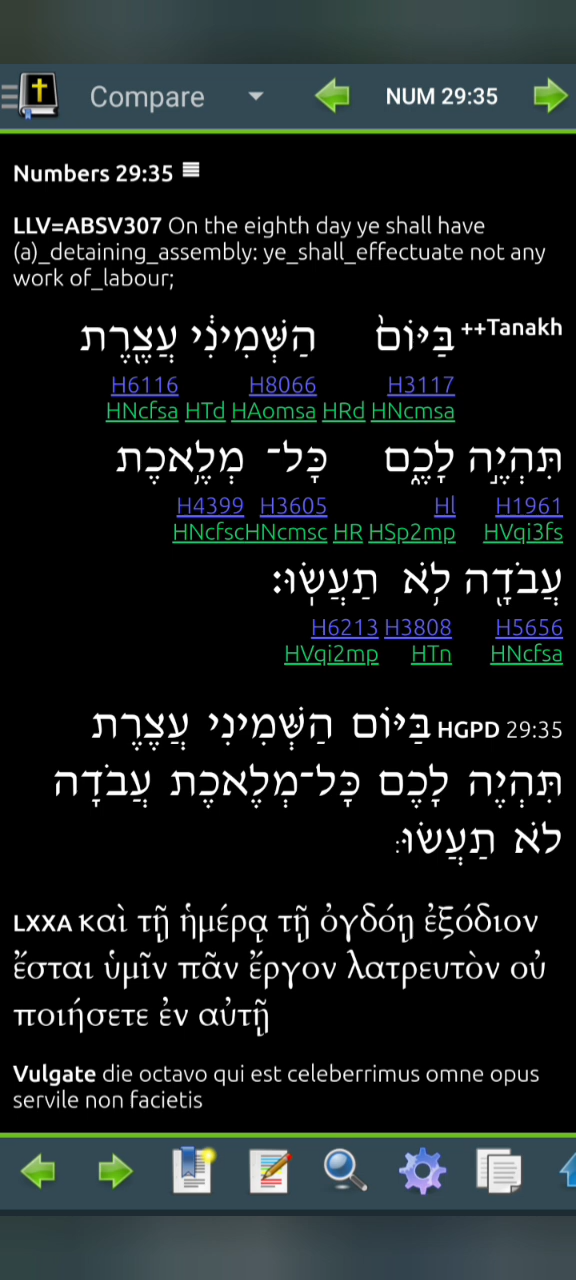 Compare NUM 29:35
Numbers 29:35
LLV=ABSV307 On the eighth day ye shall have
(a)_detaining_assembly: ye_shall_effectuate not any
work of_labour;
++Tanakh בַּיּוֹם֙ הַשְּׁמִינִ֔י עֲצֶ֖רֶת
H6116 H8066 H3117
HNcfsa HTd HAomsa HRd HNcmsa
תִּהְיֶ֣ה לָכֶ֑ם כָּל־ מְלֶ֥אכֶת
H4399 H3605 Hl H1961
HNcfscHNcmsc HR HSp2mp HVqi3fs
עֲבֹדָ֖ה לֹ֥א תַעֲשֽׂוּ׃
H6213 H3808 H5656
HVqi2mp HTn HNcfsa
HGPD 29:35 בַּיּוֹם הַשְּׁמִינִי עֲצֶרֶת
תִּהְיֶה לָכֶם כָּל־מְלֶאכֶת עֲבֹדָה
לֹא תַעֲשׂוּ׃
LXXA καὶ τῇ ἡμέρᾳ τῇ ὀγδόῃ ἐξόδιον
ἔσται ὑμῖν πᾶν ἔργον λατρευτὸν οὐ
ποιήσετε ἐν αὐτῇ
Vulgate die octavo qui est celeberrimus omne opus
servile non facietis